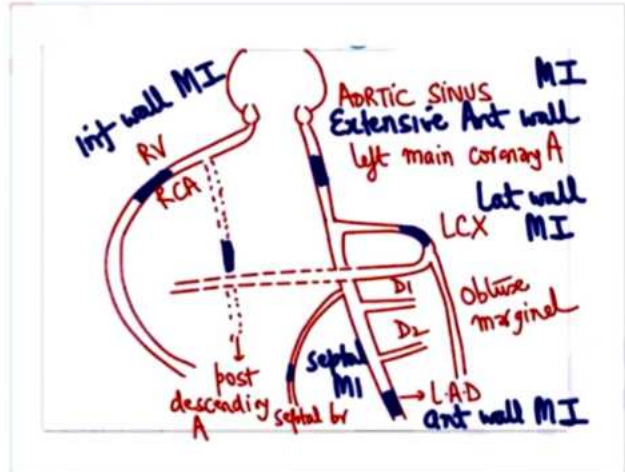 inf wall MI
RV
RCA
AORTIC SINUS
MI
Extensive Ant wall
left main coronary A
Lat wall
MI
LCX
D1
D2
Obtuse
marginal
septal
MI
→ L.A.D
ant wall MI
post
descending
A
septal br